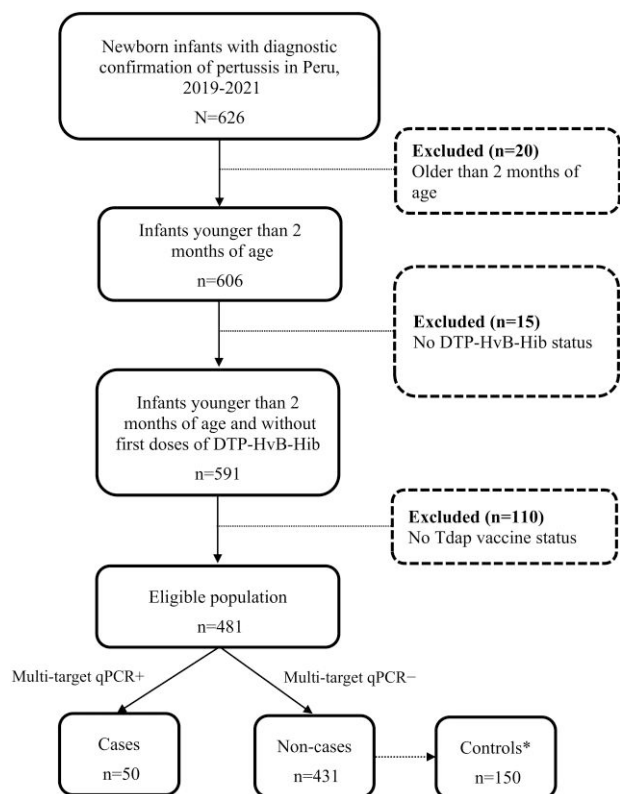 Newborn infants with diagnostic
confirmation of pertussis in Peru,
2019-2021
N=626
Excluded (n=20)
Older than 2 months of
age
Infants younger than 2
months of age
n=606
Excluded (n=15)
No DTP-HvB-Hib status
Infants younger than 2
months of age and without
first doses of DTP-HvB-Hib
n=591
Excluded (n=110)
No Tdap vaccine status
Eligible population
n=481
Multi-target qPCR+
Multi-target qPCR−
Cases
n=50
Non-cases
n=431
Controls*
n=150